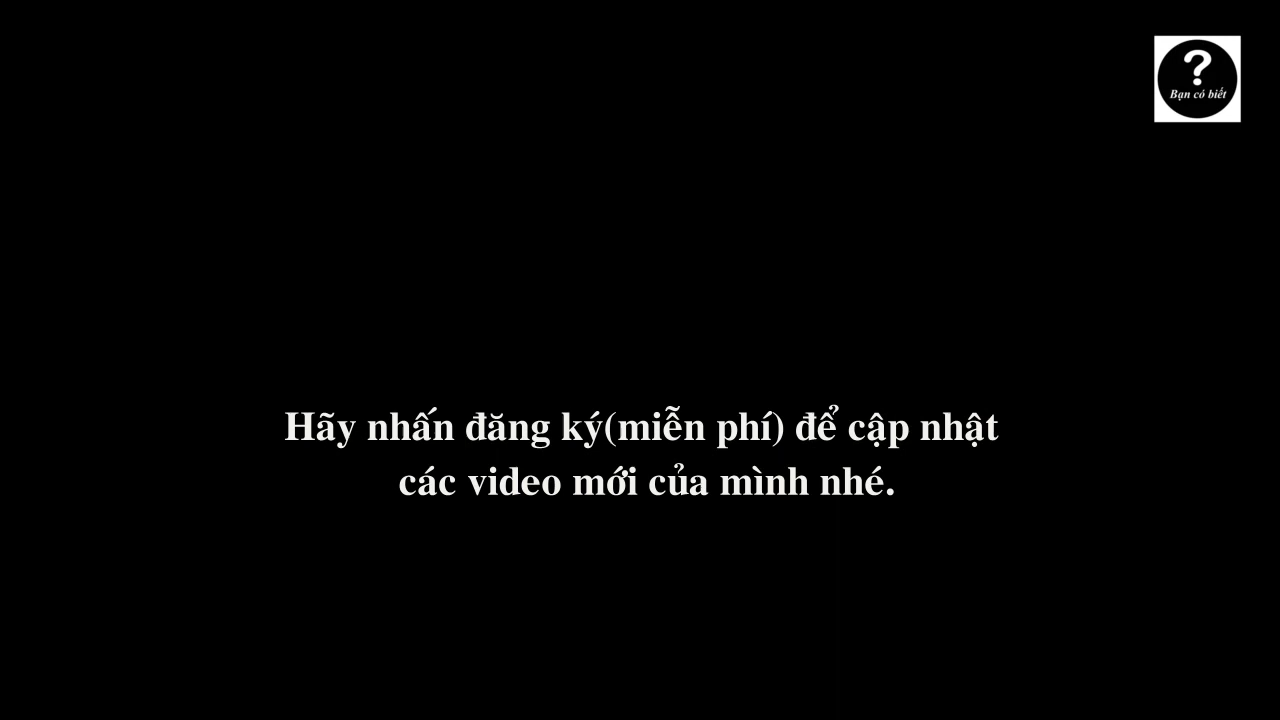 ?
Bạn có biết
Hãy nhấn đăng ký(miễn phí) để cập nhật
các video mới của mình nhé.